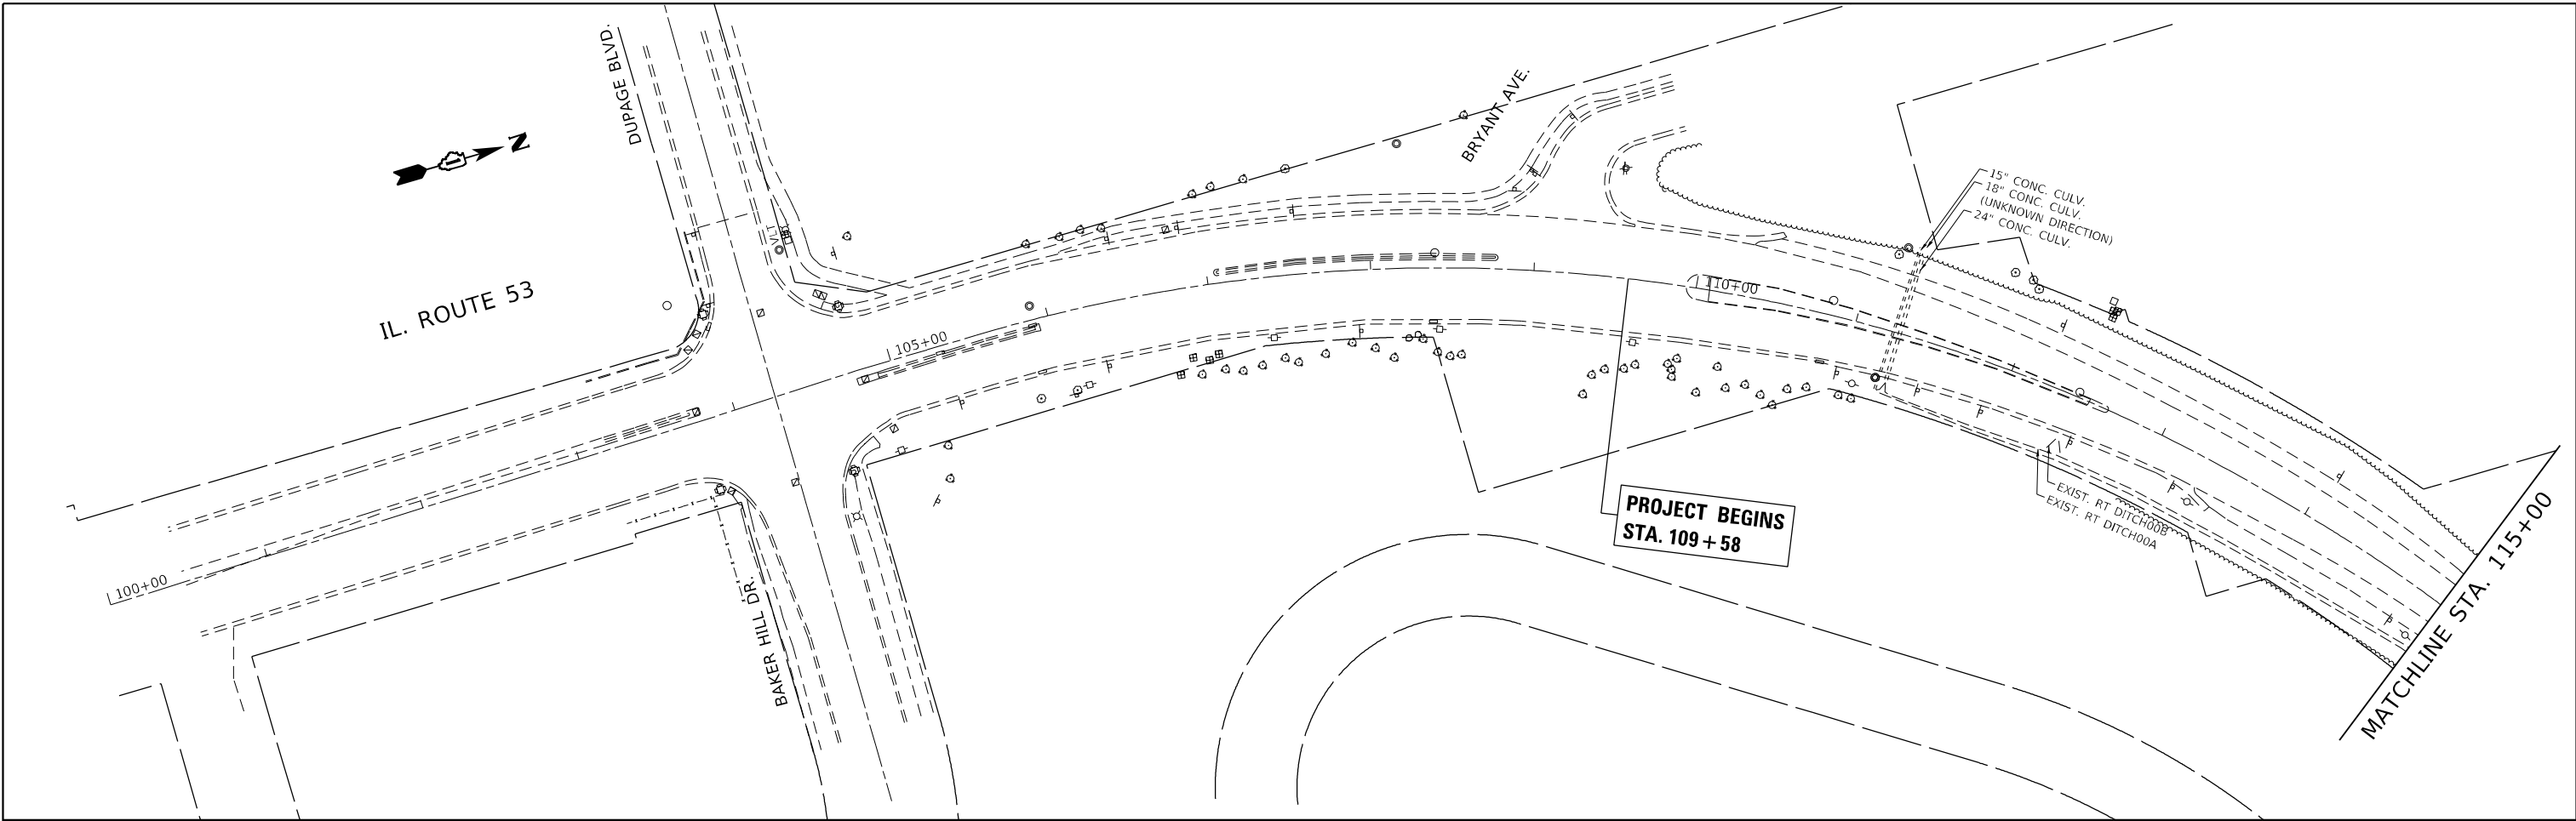 DUPAGE BLVD.
N
IL. ROUTE 53
BRYANT AVE.
15" CONC. CULV.
18" CONC. CULV.
(UNKNOWN DIRECTION)
24" CONC. CULV.
110+00
105+00
100+00
PROJECT BEGINS
STA. 109+58
EXIST. RT DITCH00B
EXIST. RT DITCH00A
BAKER HILL DR.
MATCHLINE STA. 115+00